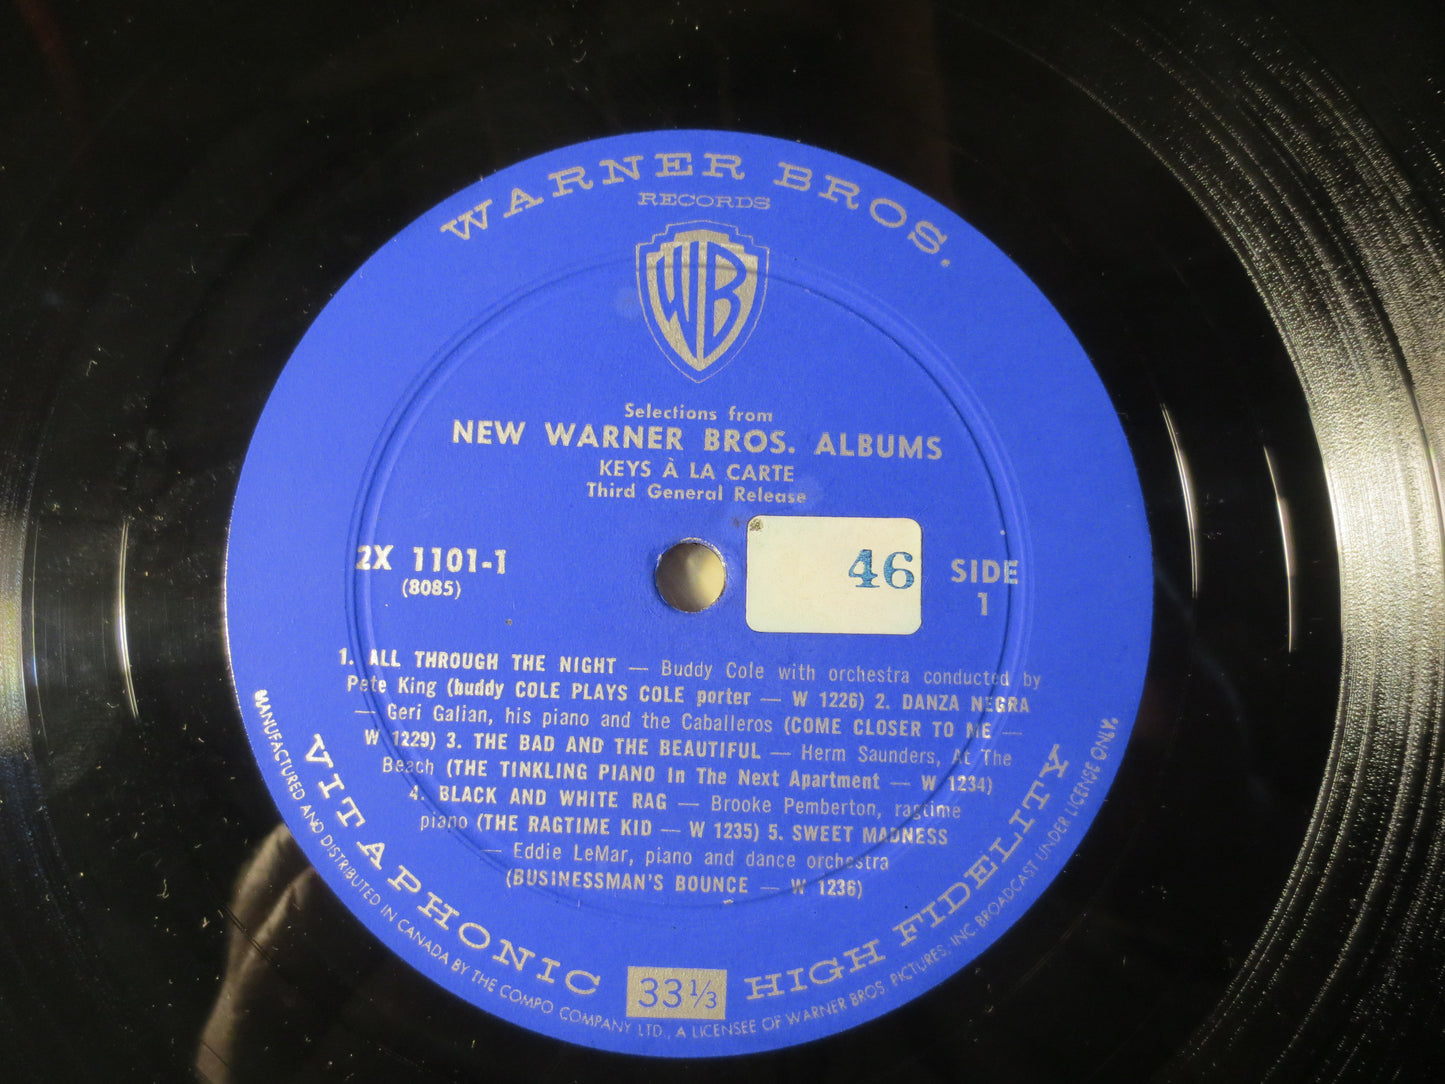 WARNER BROS.
RECORDS
WB
Selections from
NEW WARNER BROS. ALBUMS
KEYS À LA CARTE
Third General Release
2X 1101-1
(8085)
46
SIDE
1
1. ALL THROUGH THE NIGHT — Buddy Cole with orchestra conducted by
Pete King (buddy COLE PLAYS COLE porter — W 1226) 2. DANZA NEGRA
— Geri Galian, his piano and the Caballeros (COME CLOSER TO ME —
W 1229) 3. THE BAD AND THE BEAUTIFUL — Herm Saunders, At The
Beach (THE TINKLING PIANO In The Next Apartment — W 1234)
4. BLACK AND WHITE RAG — Brooke Pemberton, ragtime
piano (THE RAGTIME KID — W 1235) 5. SWEET MADNESS
— Eddie LeMar, piano and dance orchestra
(BUSINESSMAN'S BOUNCE — W 1236)
VITAPHONIC
33 1/3
HIGH FIDELITY
MANUFACTURED AND DISTRIBUTED IN CANADA BY THE COMPO COMPANY LTD., A LICENSEE OF WARNER BROS. PICTURES, INC. BROADCAST UNDER LICENSE ONLY.